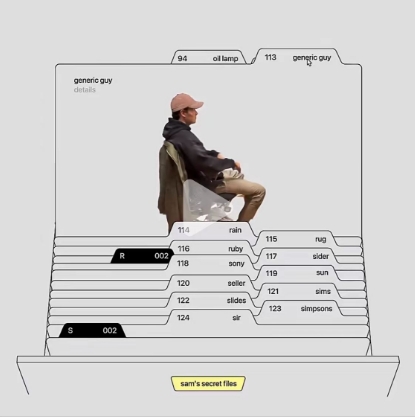 94 oil lamp
113 generic guy
generic guy
details
114 rain
115 rug
116 ruby
R 002
117 sider
118 sony
119 sun
120 seller
121 sims
122 slides
123 simpsons
124 sir
S 002
sam's secret files